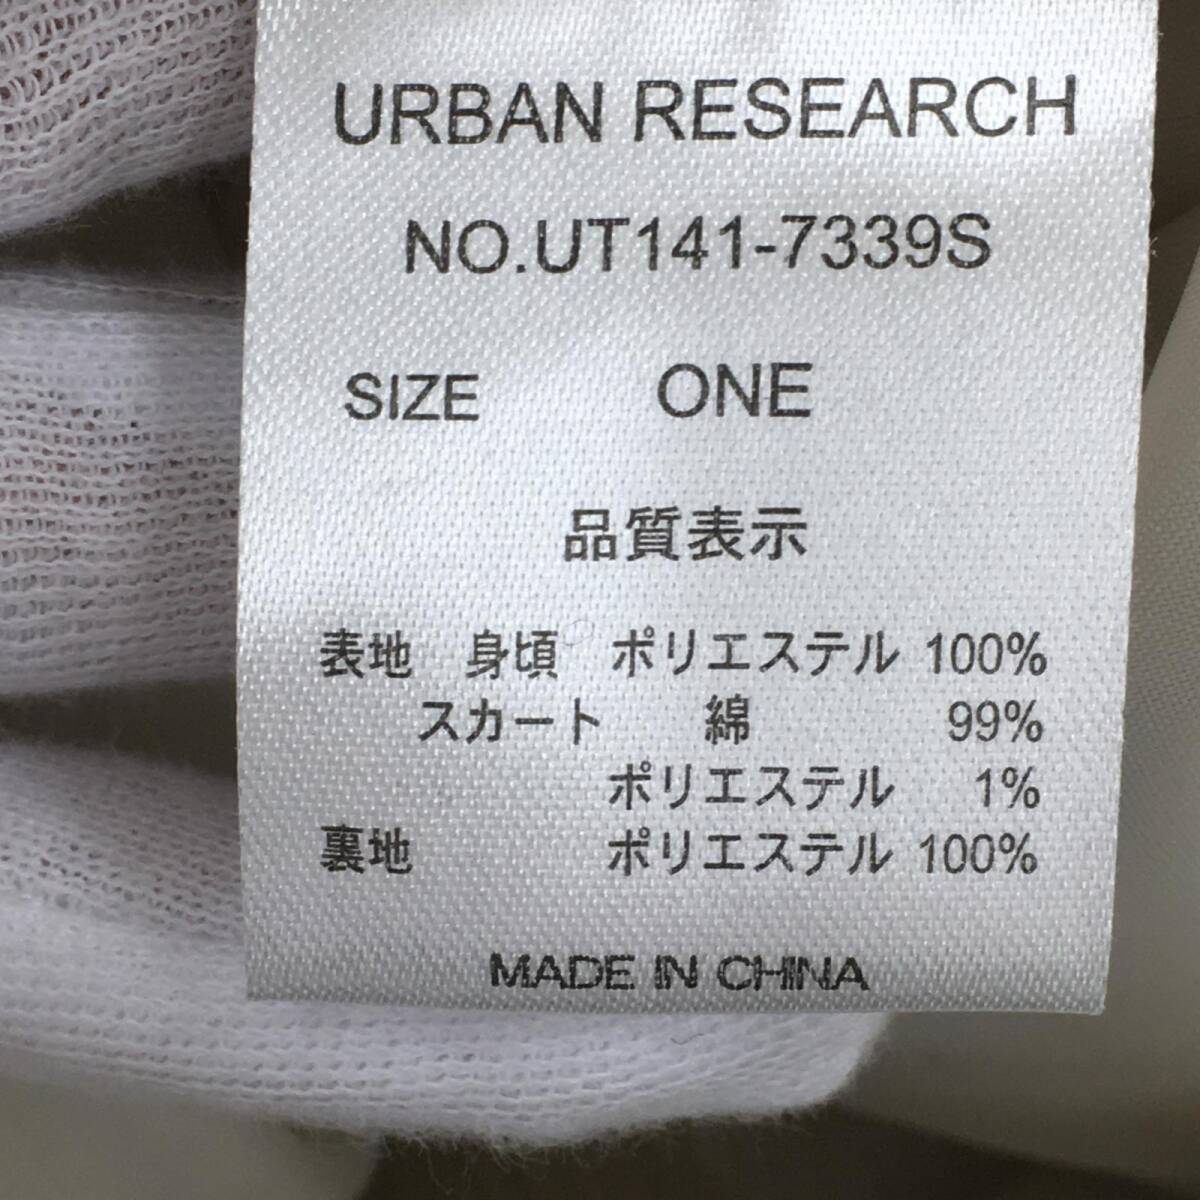 URBAN RESEARCH
NO.UT141-7339S
SIZE ONE
品質表示
表地 身頃 ポリエステル 100%
スカート 綿 99%
ポリエステル 1%
裏地 ポリエステル 100%
MADE IN CHINA